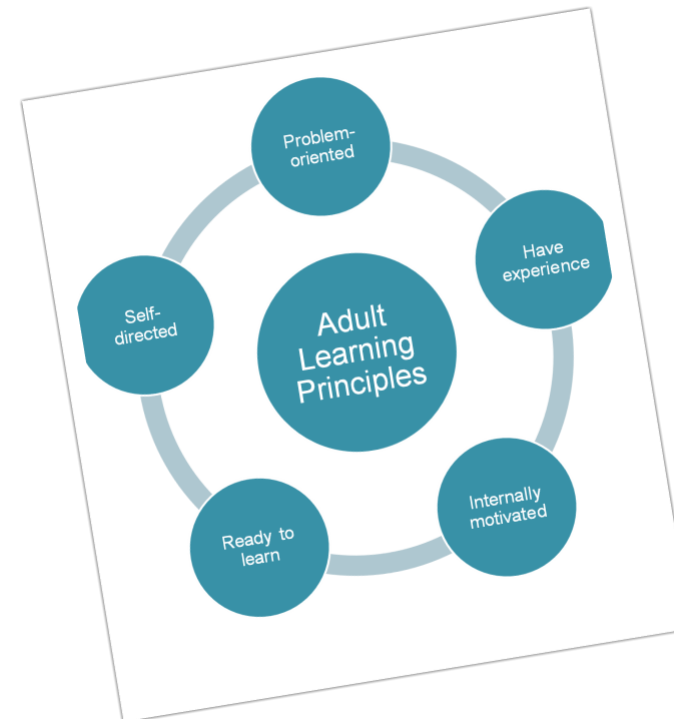 Problem-
oriented
Have
experience
Adult
Learning
Principles
Self-
directed
Internally
motivated
Ready to
learn